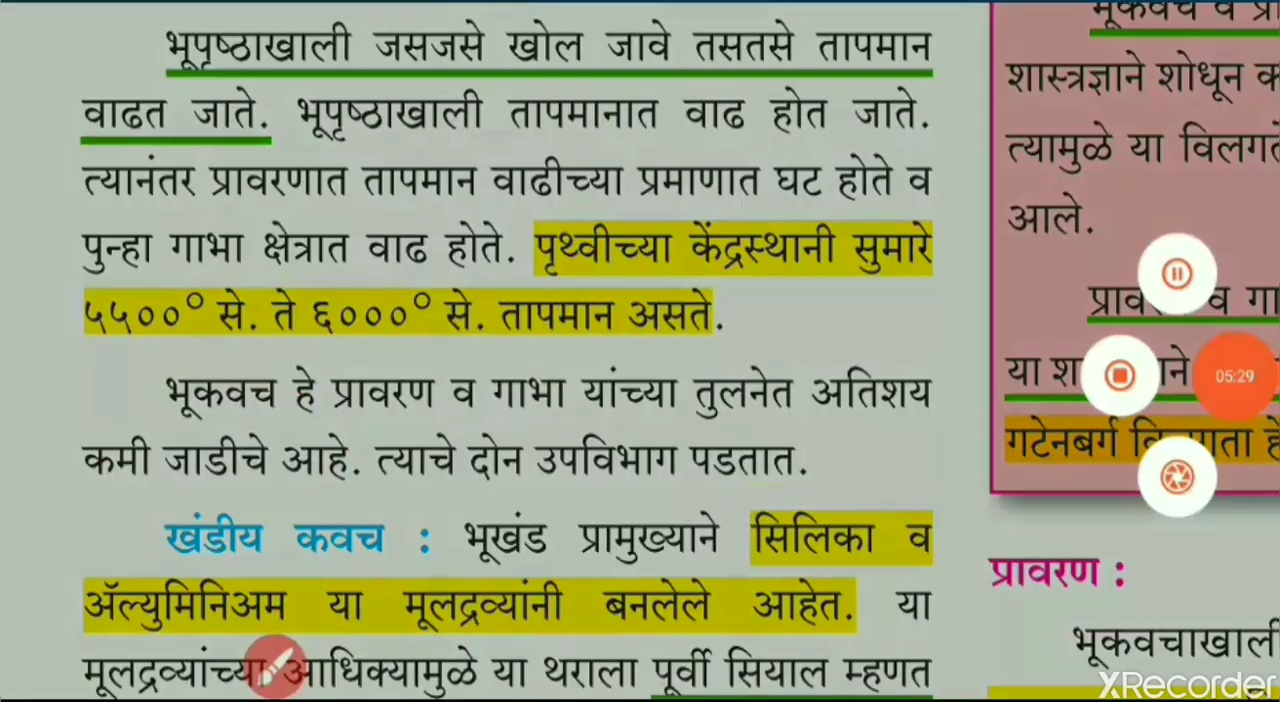 भूपृष्ठाखाली जसजसे खोल जावे तसतसे तापमान
वाढत जाते. भूपृष्ठाखाली तापमानात वाढ होत जाते.
त्यानंतर प्रावरणात तापमान वाढीच्या प्रमाणात घट होते व
पुन्हा गाभा क्षेत्रात वाढ होते. पृथ्वीच्या केंद्रस्थानी सुमारे
५५००° से. ते ६०००° से. तापमान असते.
भूकवच हे प्रावरण व गाभा यांच्या तुलनेत अतिशय
कमी जाडीचे आहे. त्याचे दोन उपविभाग पडतात.
खंडीय कवच : भूखंड प्रामुख्याने सिलिका व
ॲल्युमिनिअम या मूलद्रव्यांनी बनलेले आहेत. या
मूलद्रव्यांच्या आधिक्यामुळे या थराला पूर्वी सियाल म्हणत
भूकवच व
शास्त्रज्ञाने शोधून
त्यामुळे या
आले.
व
या
गटेनबर्ग
05:29
प्रावरण :
भूकवचाखाली
XRecorder